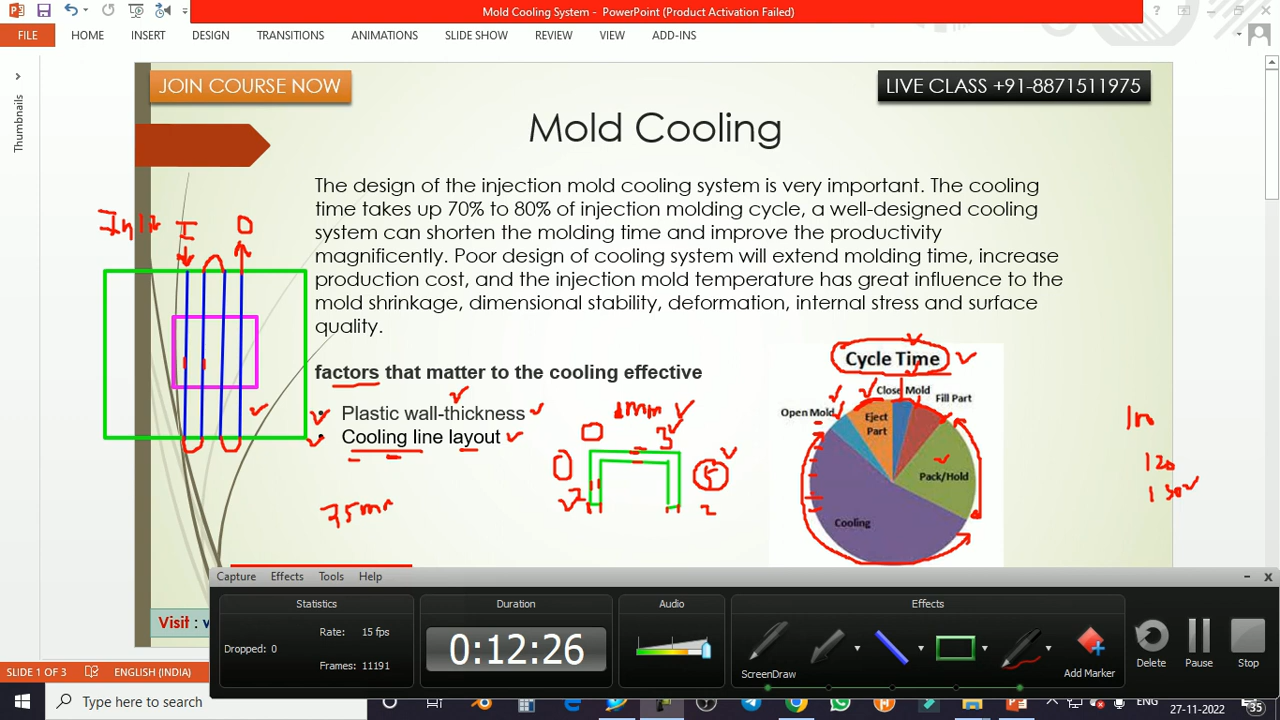 Mold Cooling System - PowerPoint (Product Activation Failed)
FILE HOME INSERT DESIGN TRANSITIONS ANIMATIONS SLIDE SHOW REVIEW VIEW ADD-INS
Thumbnails
JOIN COURSE NOW
LIVE CLASS +91-8871511975
Mold Cooling
The design of the injection mold cooling system is very important. The cooling
time takes up 70% to 80% of injection molding cycle, a well-designed cooling
system can shorten the molding time and improve the productivity
magnificently. Poor design of cooling system will extend molding time, increase
production cost, and the injection mold temperature has great influence to the
mold shrinkage, dimensional stability, deformation, internal stress and surface
quality.
I O
factors that matter to the cooling effective
• Plastic wall-thickness
• Cooling line layout
1mm
3
5
2
2
Cycle Time
Close Mold
Open Mold
Fill Part
Eject
Part
Pack/Hold
Cooling
120
Visit : v
Capture Effects Tools Help
Statistics
Rate: 15 fps
Dropped: 0
Frames: 11191
Duration
0:12:26
Audio
Effects
ScreenDraw
Add Marker
Delete
Pause
Stop
SLIDE 1 OF 3 ENGLISH (INDIA)
Type here to search
27-11-2022
35